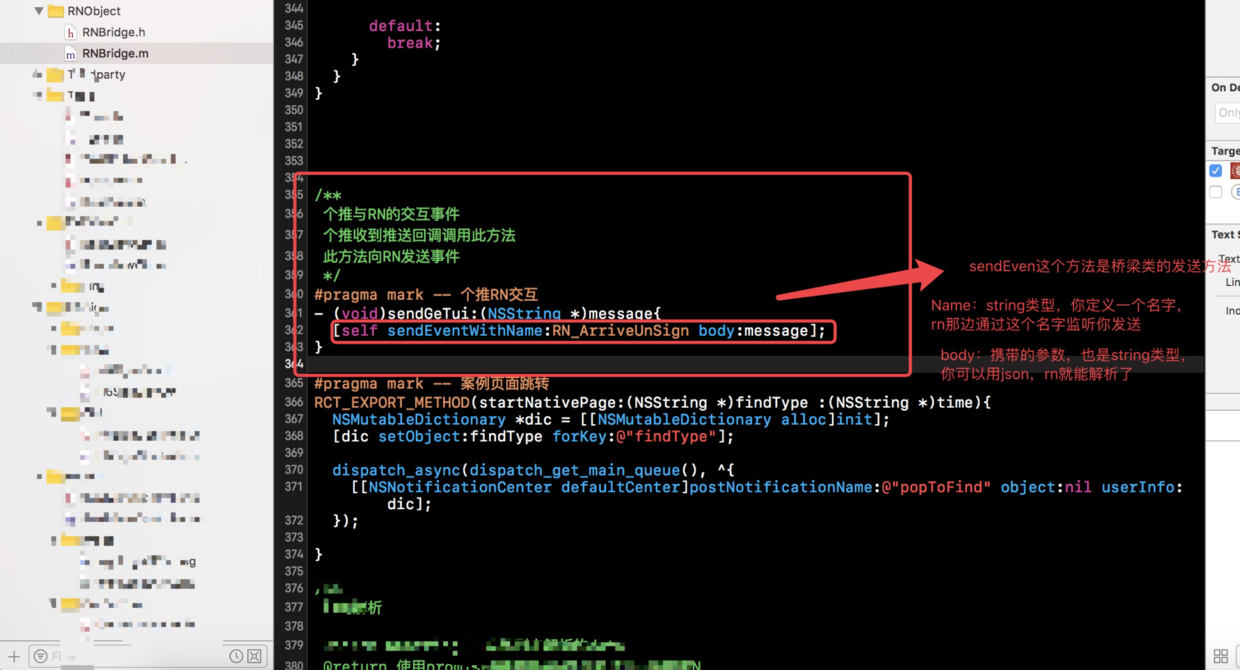 RNObject
RNBridge.h
RNBridge.m
344
345 default:
346 break;
347 }
348 }
349 }
350
351
352
353
354
355 /**
356 个推与RN的交互事件
357 个推收到推送回调调用此方法
358 此方法向RN发送事件
359 */
360 #pragma mark -- 个推RN交互
361 - (void)sendGeTui:(NSString *)message{
362 [self sendEventWithName:RN_ArriveUnSign body:message];
363 }
364
365 #pragma mark -- 案例页面跳转
366 RCT_EXPORT_METHOD(startNativePage:(NSString *)findType :(NSString *)time){
367 NSMutableDictionary *dic = [[NSMutableDictionary alloc]init];
368 [dic setObject:findType forKey:@"findType"];
369
370 dispatch_async(dispatch_get_main_queue(), ^{
371 [[NSNotificationCenter defaultCenter]postNotificationName:@"popToFind" object:nil userInfo:
dic];
372 });
373
374 }
375
376
377 析
378
379
380 @return 使用
sendEven这个方法是桥梁类的发送方法
Name：string类型，你定义一个名字，
rn那边通过这个名字监听你发送
body：携带的参数，也是string类型，
你可以用json，rn就能解析了
On De
Only
Targe
Text S
Text
Lin
Ind